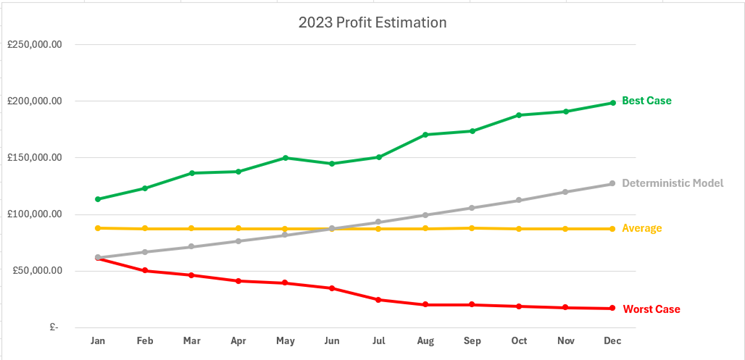 2023 Profit Estimation
£250,000.00
£200,000.00
Best Case
£150,000.00
Deterministic Model
£100,000.00
Average
£50,000.00
Worst Case
£-
Jan Feb Mar Apr May Jun Jul Aug Sep Oct Nov Dec